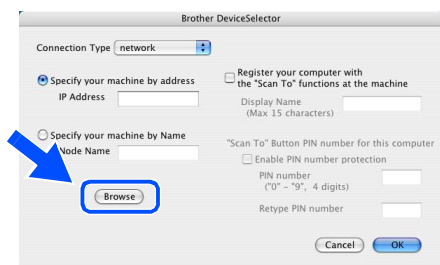 Brother DeviceSelector
Connection Type network
Specify your machine by address
IP Address
Specify your machine by Name
Node Name
Browse
Register your computer with
the "Scan To" functions at the machine
Display Name
(Max 15 characters)
"Scan To" Button PIN number for this computer
Enable PIN number protection
PIN number
("0" - "9", 4 digits)
Retype PIN number
Cancel OK